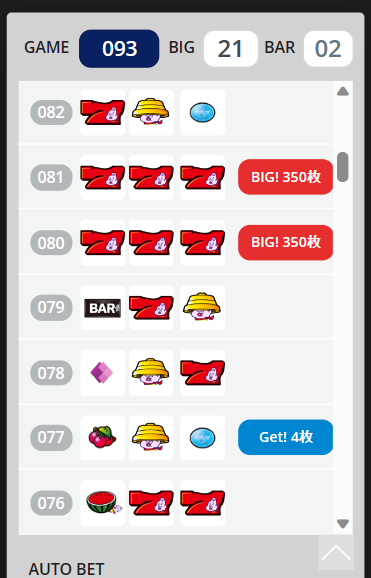 GAME 093 BIG 21 BAR 02
082
081 BIG! 350枚
080 BIG! 350枚
079 BAR
078
077 Get! 4枚
076
AUTO BET